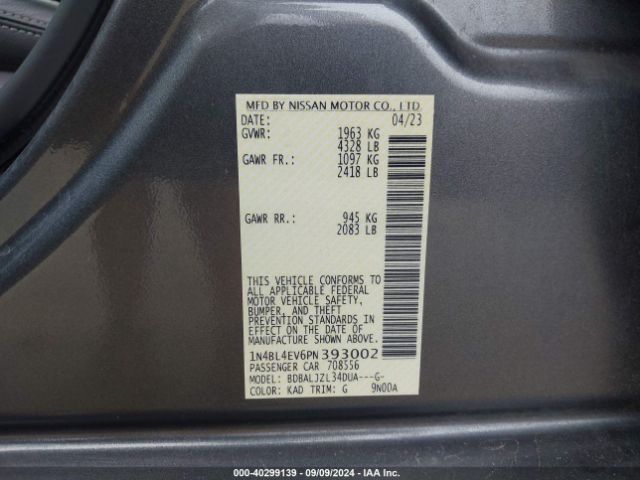 MFD BY NISSAN MOTOR CO., LTD.
DATE: 04/23
GVWR: 1963 KG
4328 LB
GAWR FR.: 1097 KG
2418 LB
GAWR RR.: 945 KG
2083 LB
THIS VEHICLE CONFORMS TO
ALL APPLICABLE FEDERAL
MOTOR VEHICLE SAFETY,
BUMPER, AND THEFT
PREVENTION STANDARDS IN
EFFECT ON THE DATE OF
MANUFACTURE SHOWN ABOVE.
1N4BL4EV6PN393002
PASSENGER CAR 708556
MODEL: BDBALJZL34DUA---G-
COLOR: KAD TRIM: G 9N00A
000-40299139 - 09/09/2024 - IAA Inc.